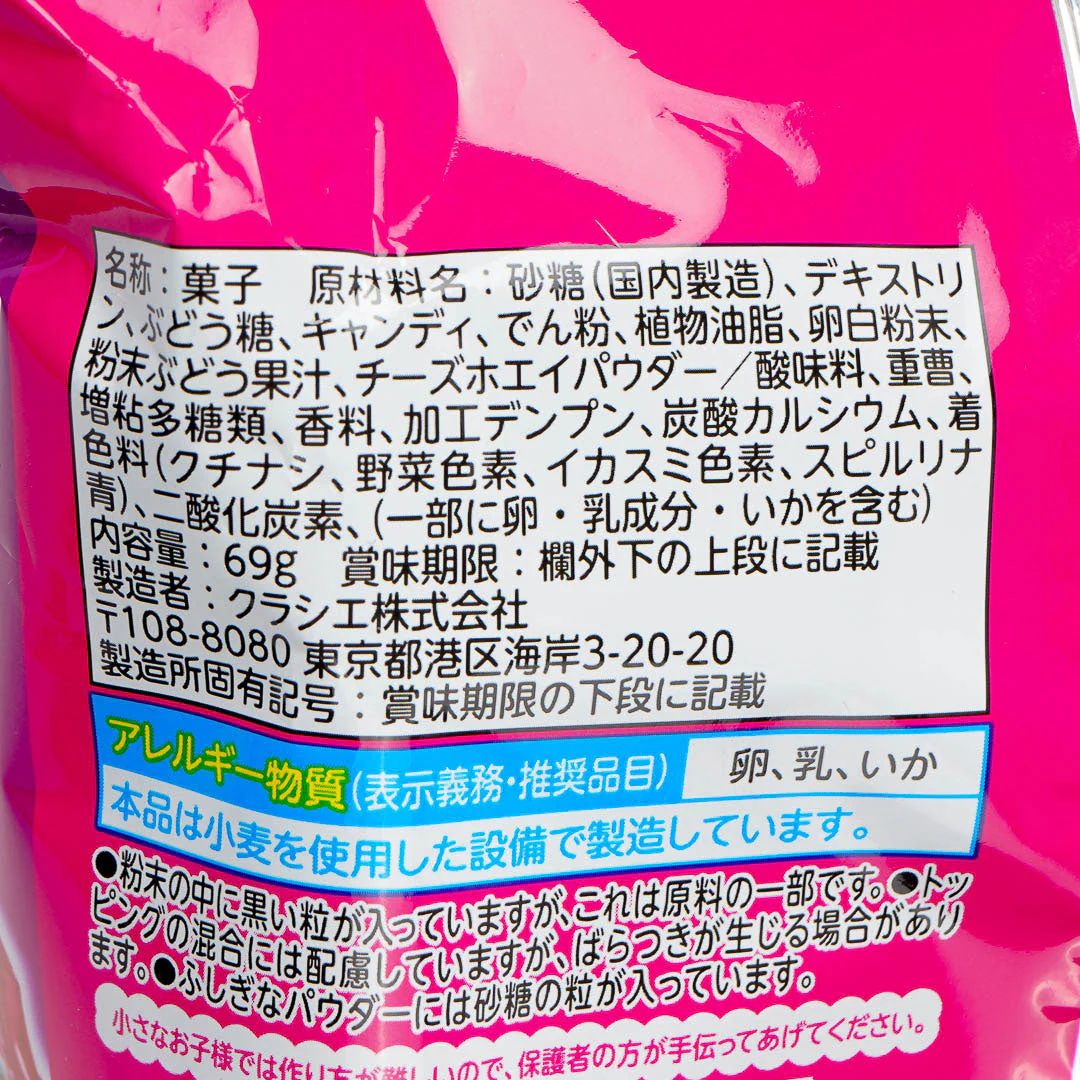 名称：菓子　原材料名：砂糖（国内製造）、デキストリ
ン、ぶどう糖、キャンディ、でん粉、植物油脂、卵白粉末、
粉末ぶどう果汁、チーズホエイパウダー／酸味料、重曹、
増粘多糖類、香料、加工デンプン、炭酸カルシウム、着
色料（クチナシ、野菜色素、イカスミ色素、スピルリナ
青）、二酸化炭素、（一部に卵・乳成分・いかを含む）
内容量：69g　賞味期限：欄外下の上段に記載
製造者：クラシエ株式会社
〒108-8080 東京都港区海岸3-20-20
製造所固有記号：賞味期限の下段に記載
アレルギー物質（表示義務・推奨品目） 卵、乳、いか
本品は小麦を使用した設備で製造しています。
●粉末の中に黒い粒が入っていますが、これは原料の一部です。●トッ
ピングの混合には配慮していますが、ばらつきが生じる場合があり
ます。●ふしぎなパウダーには砂糖の粒が入っています。
小さなお子様では作り方が難しいので、保護者の方が手伝ってあげてください。